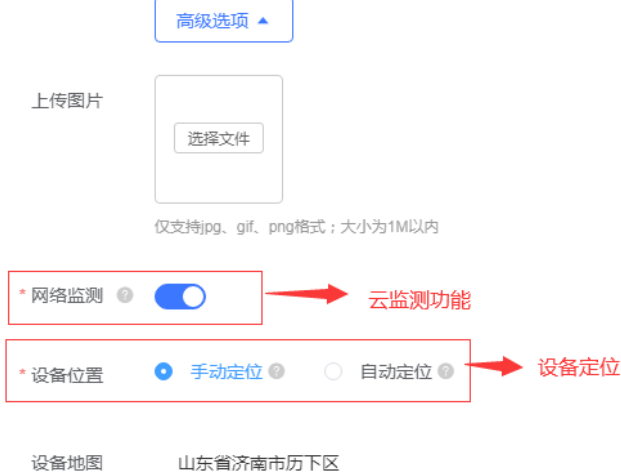 高级选项
上传图片
选择文件
仅支持jpg、gif、png格式；大小为1M以内
* 网络监测 ? 云监测功能
* 设备位置 手动定位 ? 自动定位 ? 设备定位
设备地图 山东省济南市历下区